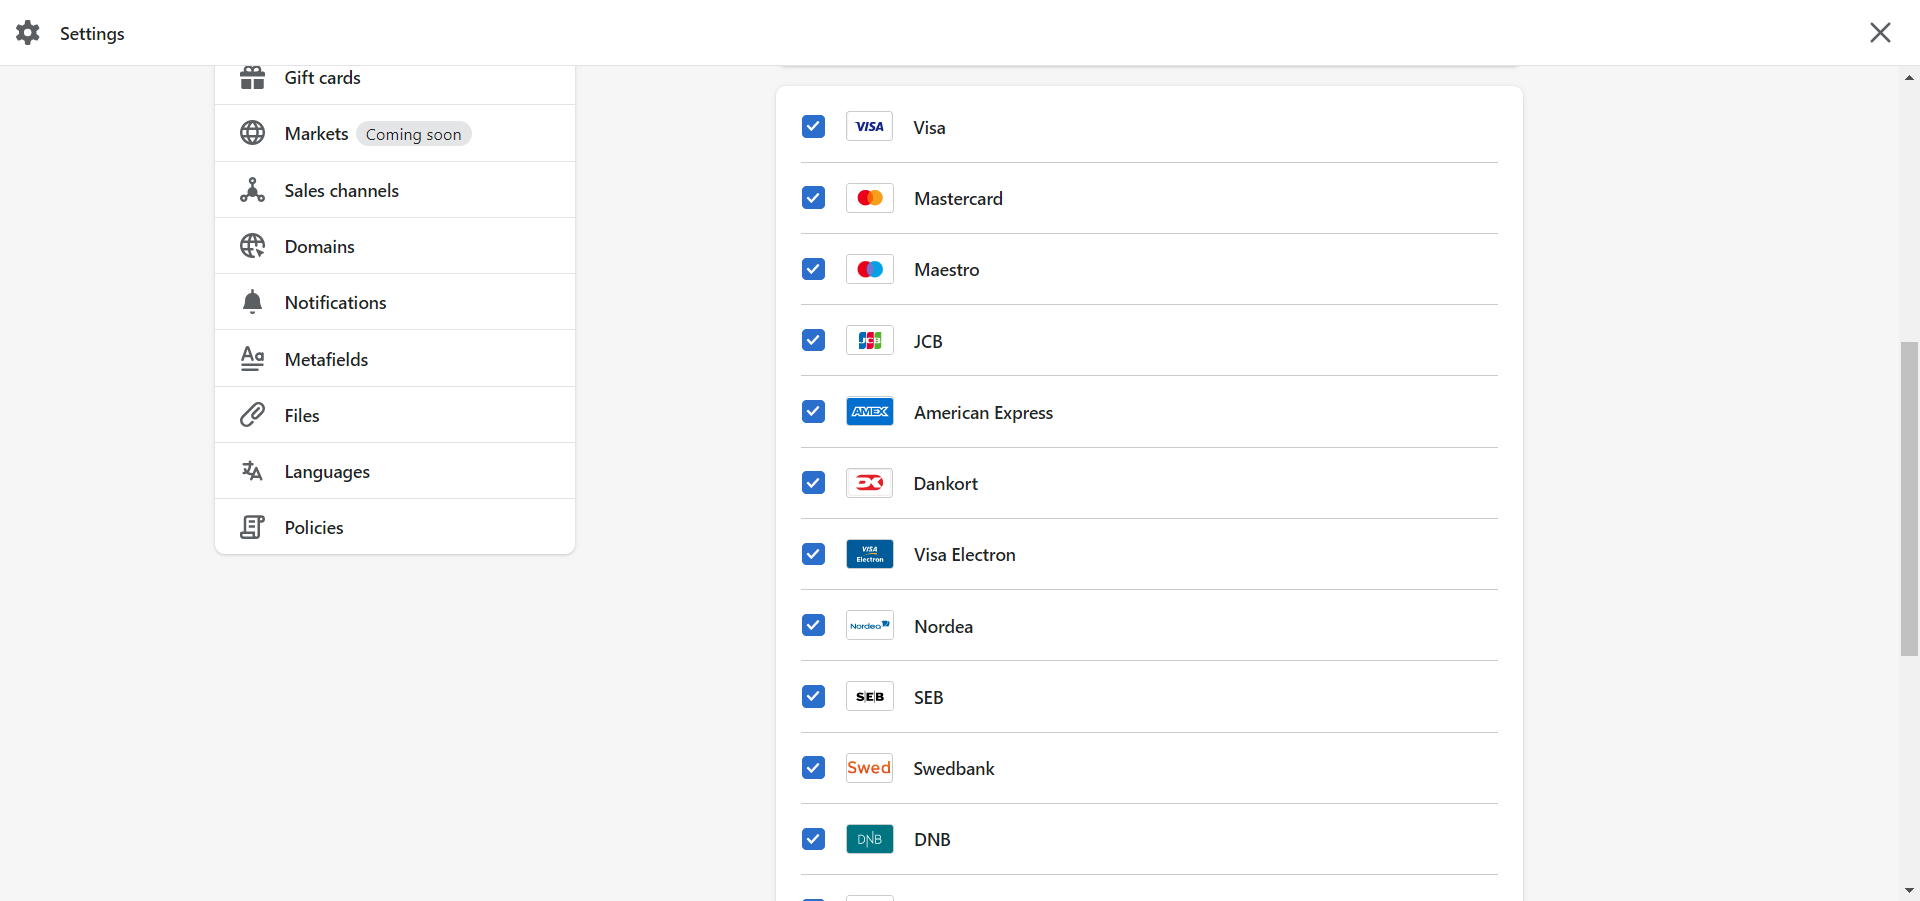 Settings
Gift cards
Markets Coming soon
Sales channels
Domains
Notifications
Metafields
Files
Languages
Policies
VISA Visa
Mastercard
Maestro
JCB JCB
AMEX American Express
Dankort
VISA Electron Visa Electron
Nordea Nordea
SEB SEB
Swed Swedbank
DNB DNB